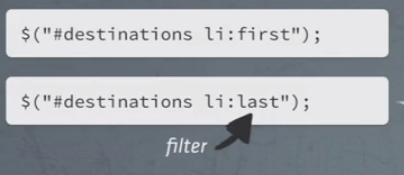 $("#destinations li:first");
$("#destinations li:last");
filter